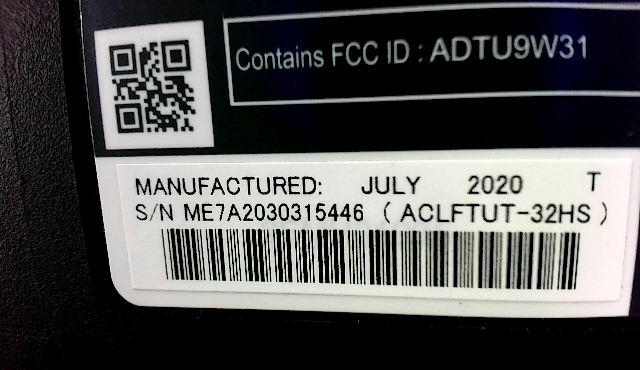 Contains FCC ID : ADTU9W31
MANUFACTURED: JULY 2020 T
S/N ME7A2030315446 ( ACLFTUT-32HS )